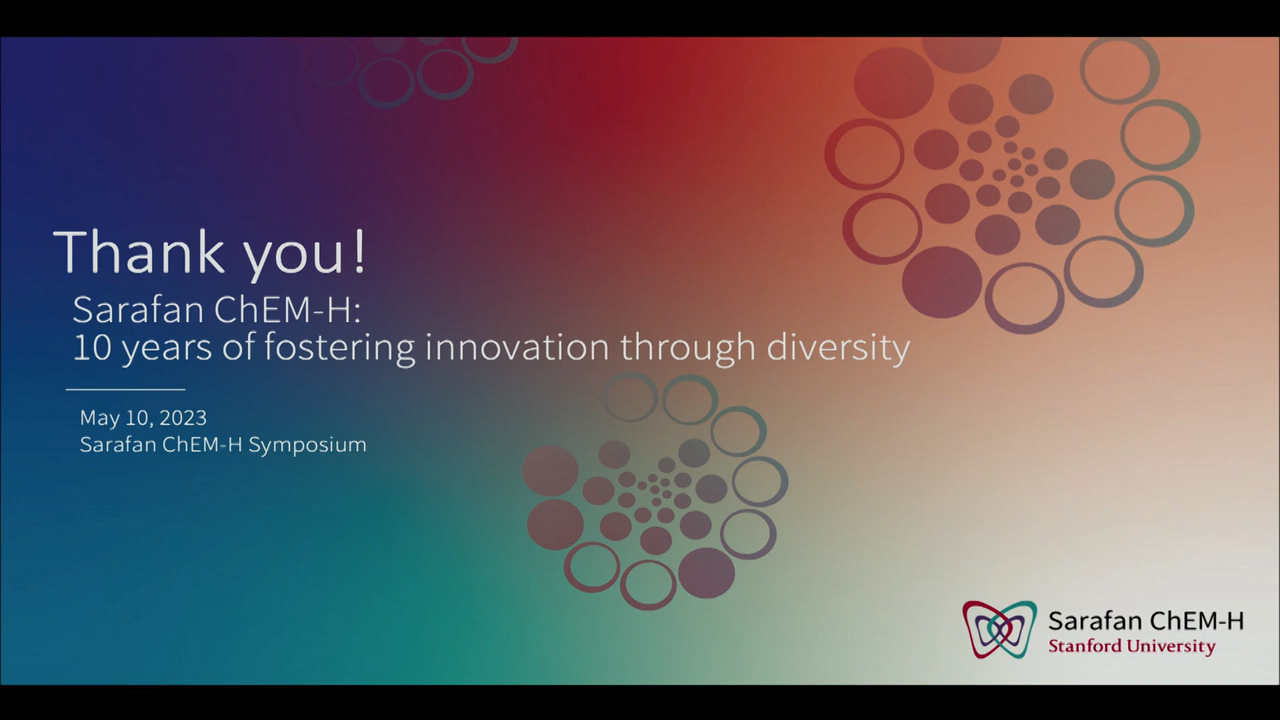 Thank you!
Sarafan ChEM-H:
10 years of fostering innovation through diversity
May 10, 2023
Sarafan ChEM-H Symposium
Sarafan ChEM-H
Stanford University